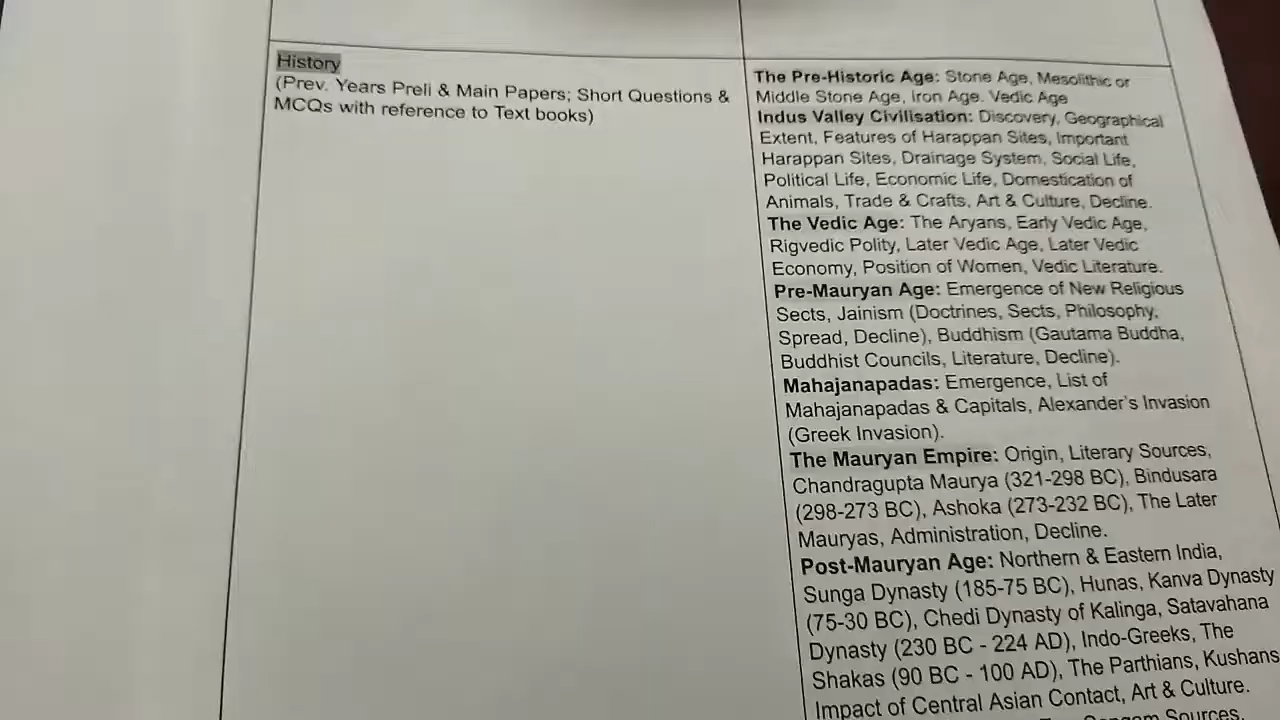 History
(Prev. Years Preli & Main Papers; Short Questions &
MCQs with reference to Text books)
The Pre-Historic Age: Stone Age, Mesolithic or
Middle Stone Age, Iron Age. Vedic Age
Indus Valley Civilisation: Discovery, Geographical
Extent, Features of Harappan Sites, Important
Harappan Sites, Drainage System, Social Life,
Political Life, Economic Life, Domestication of
Animals, Trade & Crafts, Art & Culture, Decline.
The Vedic Age: The Aryans, Early Vedic Age,
Rigvedic Polity, Later Vedic Age, Later Vedic
Economy, Position of Women, Vedic Literature.
Pre-Mauryan Age: Emergence of New Religious
Sects, Jainism (Doctrines, Sects, Philosophy,
Spread, Decline), Buddhism (Gautama Buddha,
Buddhist Councils, Literature, Decline).
Mahajanapadas: Emergence, List of
Mahajanapadas & Capitals, Alexander's Invasion
(Greek Invasion).
The Mauryan Empire: Origin, Literary Sources,
Chandragupta Maurya (321-298 BC), Bindusara
(298-273 BC), Ashoka (273-232 BC), The Later
Mauryas, Administration, Decline.
Post-Mauryan Age: Northern & Eastern India,
Sunga Dynasty (185-75 BC), Hunas, Kanva Dynasty
(75-30 BC), Chedi Dynasty of Kalinga, Satavahana
Dynasty (230 BC - 224 AD), Indo-Greeks, The
Shakas (90 BC - 100 AD), The Parthians, Kushans
Impact of Central Asian Contact, Art & Culture.
Sangam Sources,